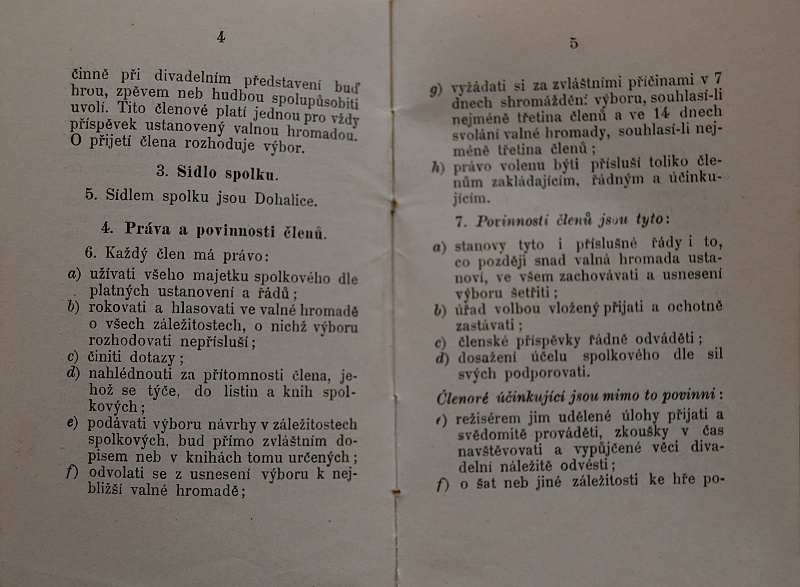 4
činně při divadelním představení buď
hrou, zpěvem neb hudbou spolupůsobiti
uvolí. Tito členové platí jednou pro vždy
příspěvek ustanovený valnou hromadou.
O přijetí člena rozhoduje výbor.
3. Sídlo spolku.
5. Sídlem spolku jsou Dohalice.
4. Práva a povinnosti členů.
6. Každý člen má právo:
a) užívati všeho majetku spolkového dle
platných ustanovení a řádů;
b) rokovati a hlasovati ve valné hromadě
o všech záležitostech, o nichž výboru
rozhodovati nepřísluší;
c) činiti dotazy;
d) nahlédnouti za přítomnosti člena, je-
hož se týče, do listin a knih spol-
kových;
e) podávati výboru návrhy v záležitostech
spolkových, bud přímo zvláštním do-
pisem neb v knihách tomu určených;
f) odvolati se z usnesení výboru k nej-
bližší valné hromadě;
5
g) vyžádati si za zvláštními příčinami v 7
dnech shromáždění výboru, souhlasí-li
nejméně třetina členů a ve 14 dnech
svolání valné hromady, souhlasí-li nej-
méně třetina členů;
h) právo volenu býti přísluší toliko čle-
nům zakládajícím, řádným a účinku-
jícím.
7. Povinnosti členů jsou tyto:
a) stanovy tyto i příslušné řády i to,
co později snad valná hromada usta-
noví, ve všem zachovávati a usnesení
výboru šetřiti;
b) úřad volbou vložený přijati a ochotně
zastávati;
c) členské příspěvky řádně odváděti;
d) dosažení účelu spolkového dle sil
svých podporovati.
Členové účinkující jsou mimo to povinni:
e) režisérem jim udělené úlohy přijati a
svědomitě prováděti, zkoušky v čas
navštěvovati a vypůjčené věci diva-
delní náležitě odvésti;
f) o šat neb jiné záležitosti ke hře po-